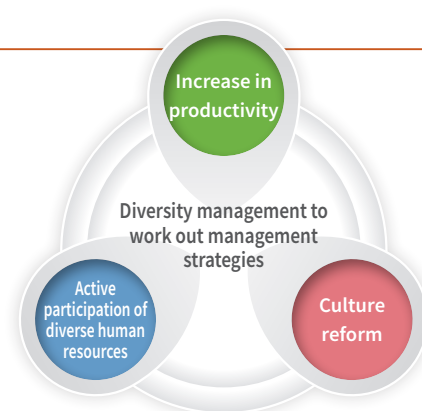 Increase in
productivity
Diversity management to
work out management
strategies
Active
participation of
diverse human
resources
Culture
reform